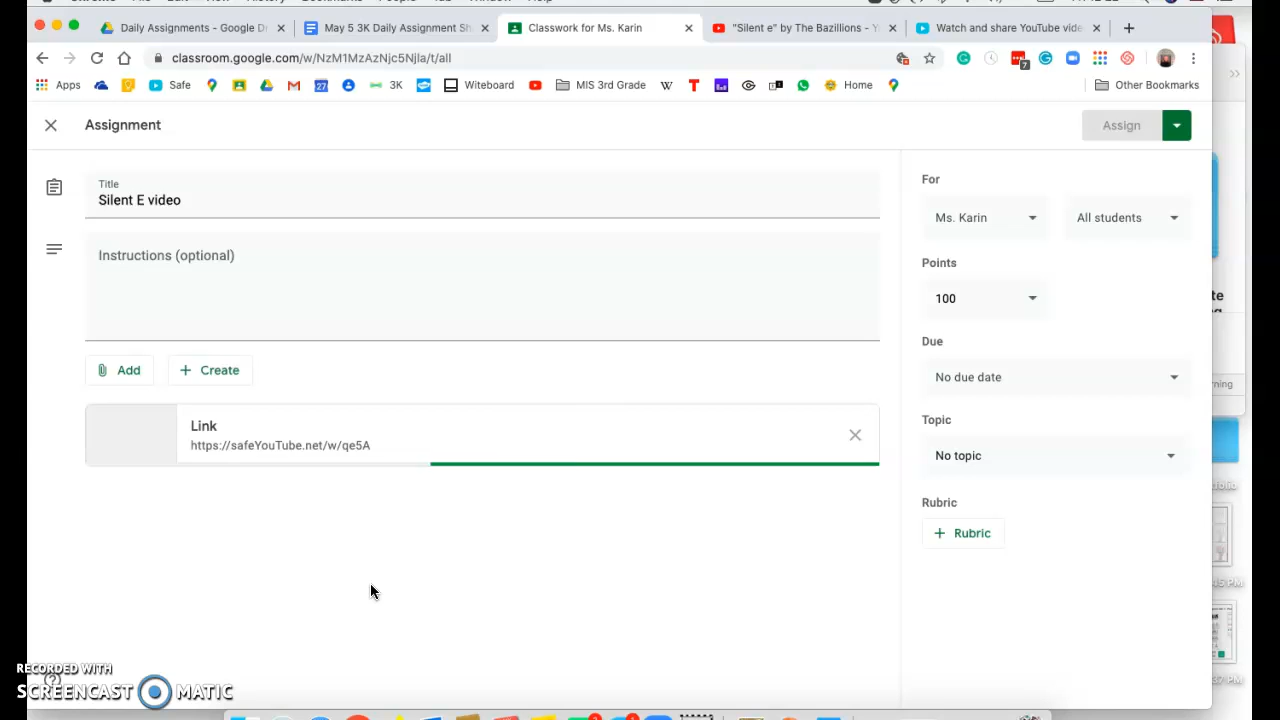 Daily Assignments - Google D
May 5 3K Daily Assignment Sh
Classwork for Ms. Karin
"Silent e by The Bazillions - Y
Watch and share YouTube vide
classroom.google.com/w/NzM1MzAzNjc5Njla/t/all
7
Apps
Safe
27
3K
Whiteboard
MIS 3rd Grade
W
T
Home
Other Bookmarks
Assignment
Assign
Title
Silent E video
Instructions (optional)
Add
Create
Link
https://safeYouTube.net/w/qe5A
For
Ms. Karin
All students
Points
100
Due
No due date
Topic
No topic
Rubric
Rubric
RECORDED WITH
SCREENCAST MATIC